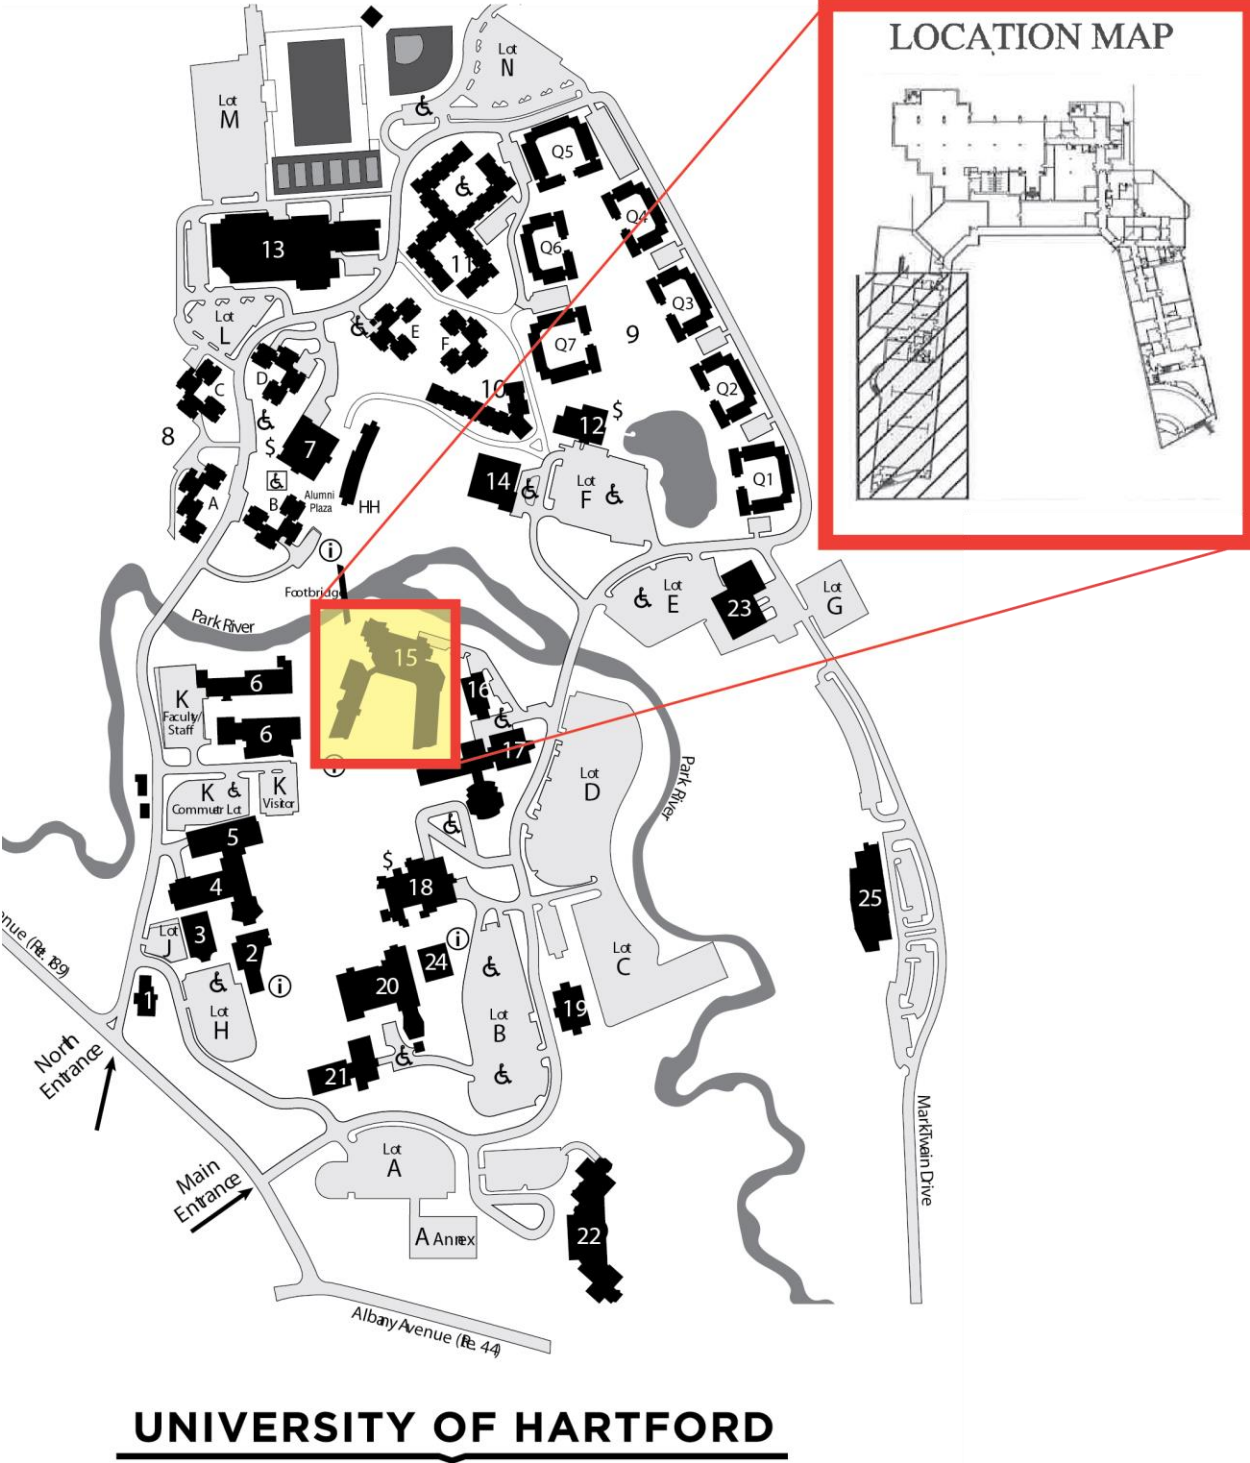 LOCATION MAP
Lot
N
Lot
M
Q5
Q4
13
Q6
11
Q3
Lot
L
E
F
Q7
9
D
Q2
C
10
12
$
8
$
7
14
Q1
Lot
F
A
B
Alumni
Plaza
HH
i
Footbridge
Lot
E
23
Lot
G
Park River
15
K
Faculty/
Staff
6
16
6
17
i
K
Commuter Lot
K
Visitor
Lot
D
Park River
5
$
4
18
25
Lot
J
3
2
i
24
Lot
C
1
i
20
Lot
H
Lot
B
19
enue (Rte. 189)
North
Entrance
21
Mark Twain Drive
Lot
A
Main
Entrance
A Annex
22
Albany Avenue (Rte. 44)
UNIVERSITY OF HARTFORD